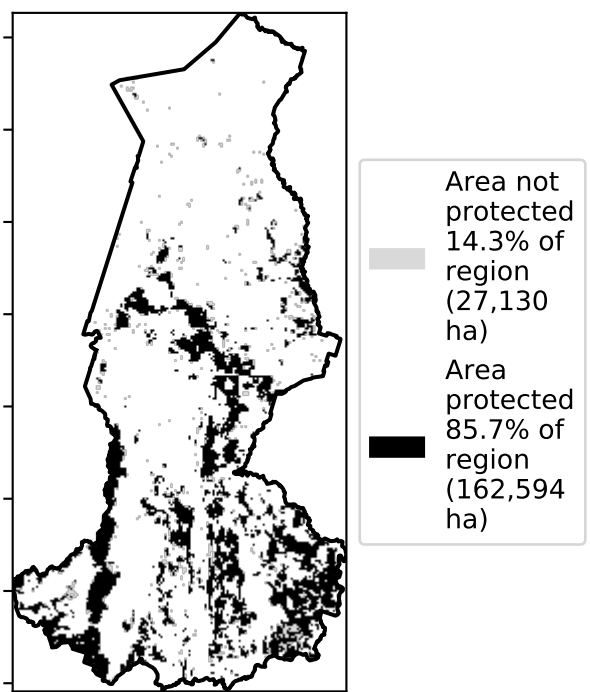 Area not
protected
14.3% of
region
(27,130
ha)
Area
protected
85.7% of
region
(162,594
ha)